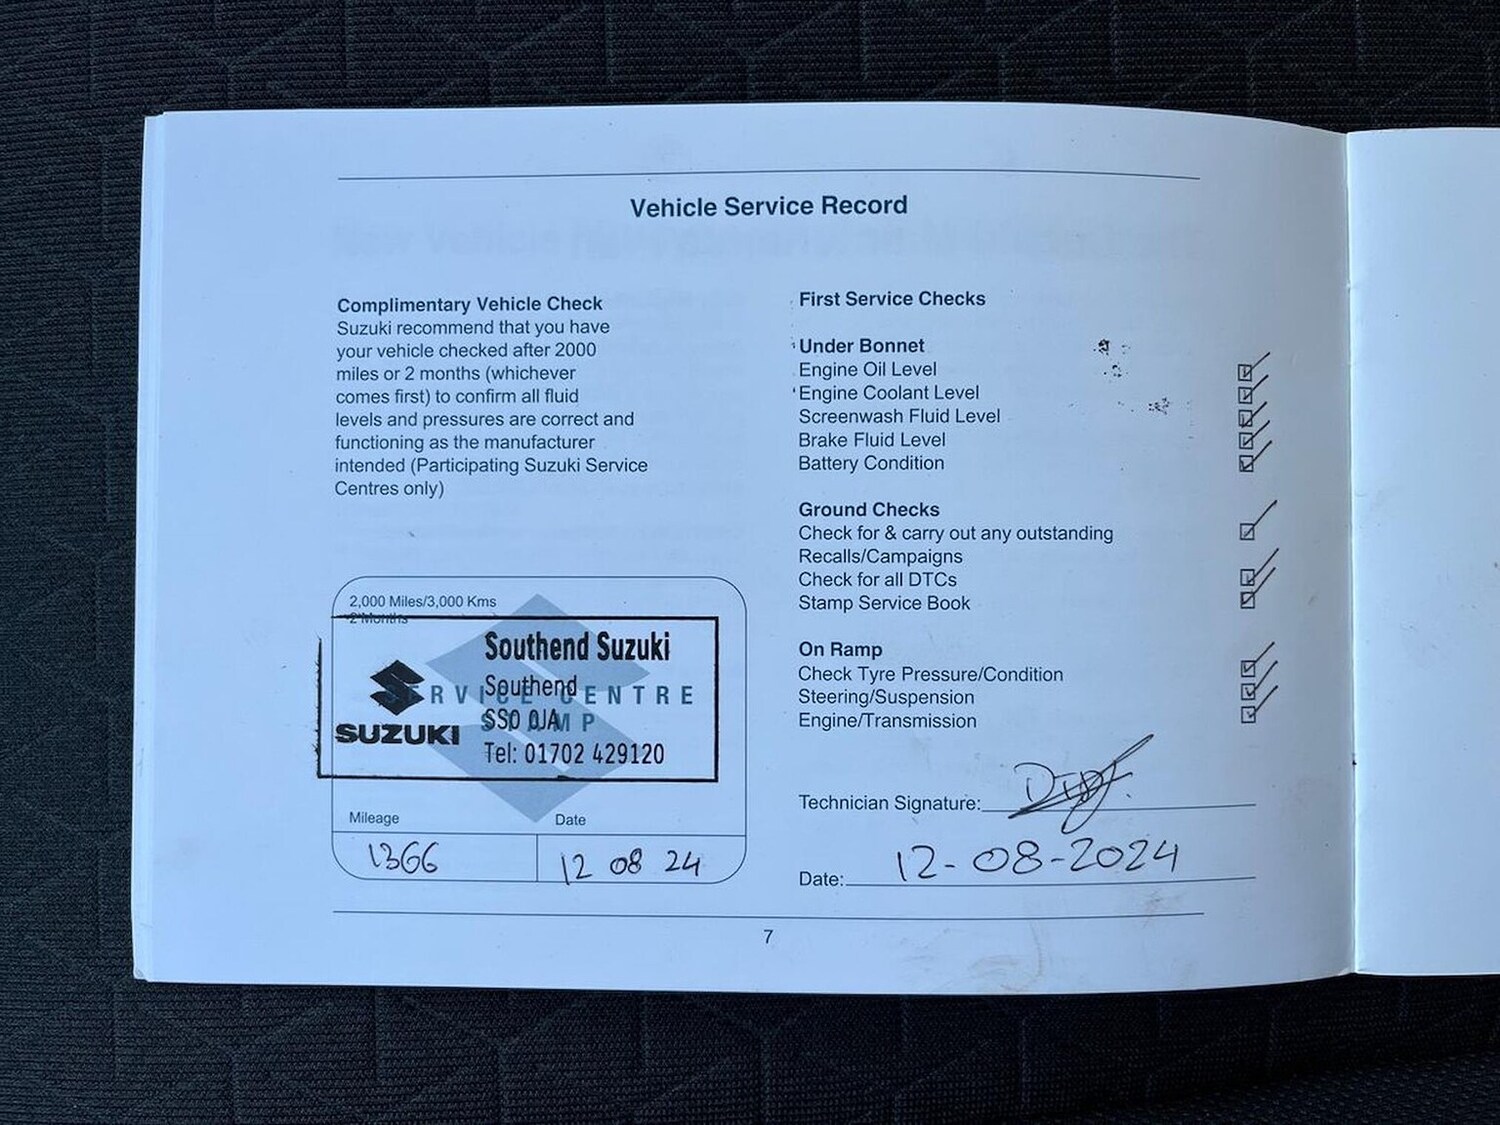 Vehicle Service Record
Complimentary Vehicle Check
Suzuki recommend that you have
your vehicle checked after 2000
miles or 2 months (whichever
comes first) to confirm all fluid
levels and pressures are correct and
functioning as the manufacturer
intended (Participating Suzuki Service
Centres only)
2,000 Miles/3,000 Kms
2 Months
Southend Suzuki
Southend
SERVICE CENTRE
SS0 0JA
STAMP
SUZUKI
Tel: 01702 429120
Mileage
Date
1366
12 08 24
First Service Checks
Under Bonnet
Engine Oil Level
Engine Coolant Level
Screenwash Fluid Level
Brake Fluid Level
Battery Condition
Ground Checks
Check for & carry out any outstanding
Recalls/Campaigns
Check for all DTCs
Stamp Service Book
On Ramp
Check Tyre Pressure/Condition
Steering/Suspension
Engine/Transmission
Technician Signature:
Date: 12-08-2024
7